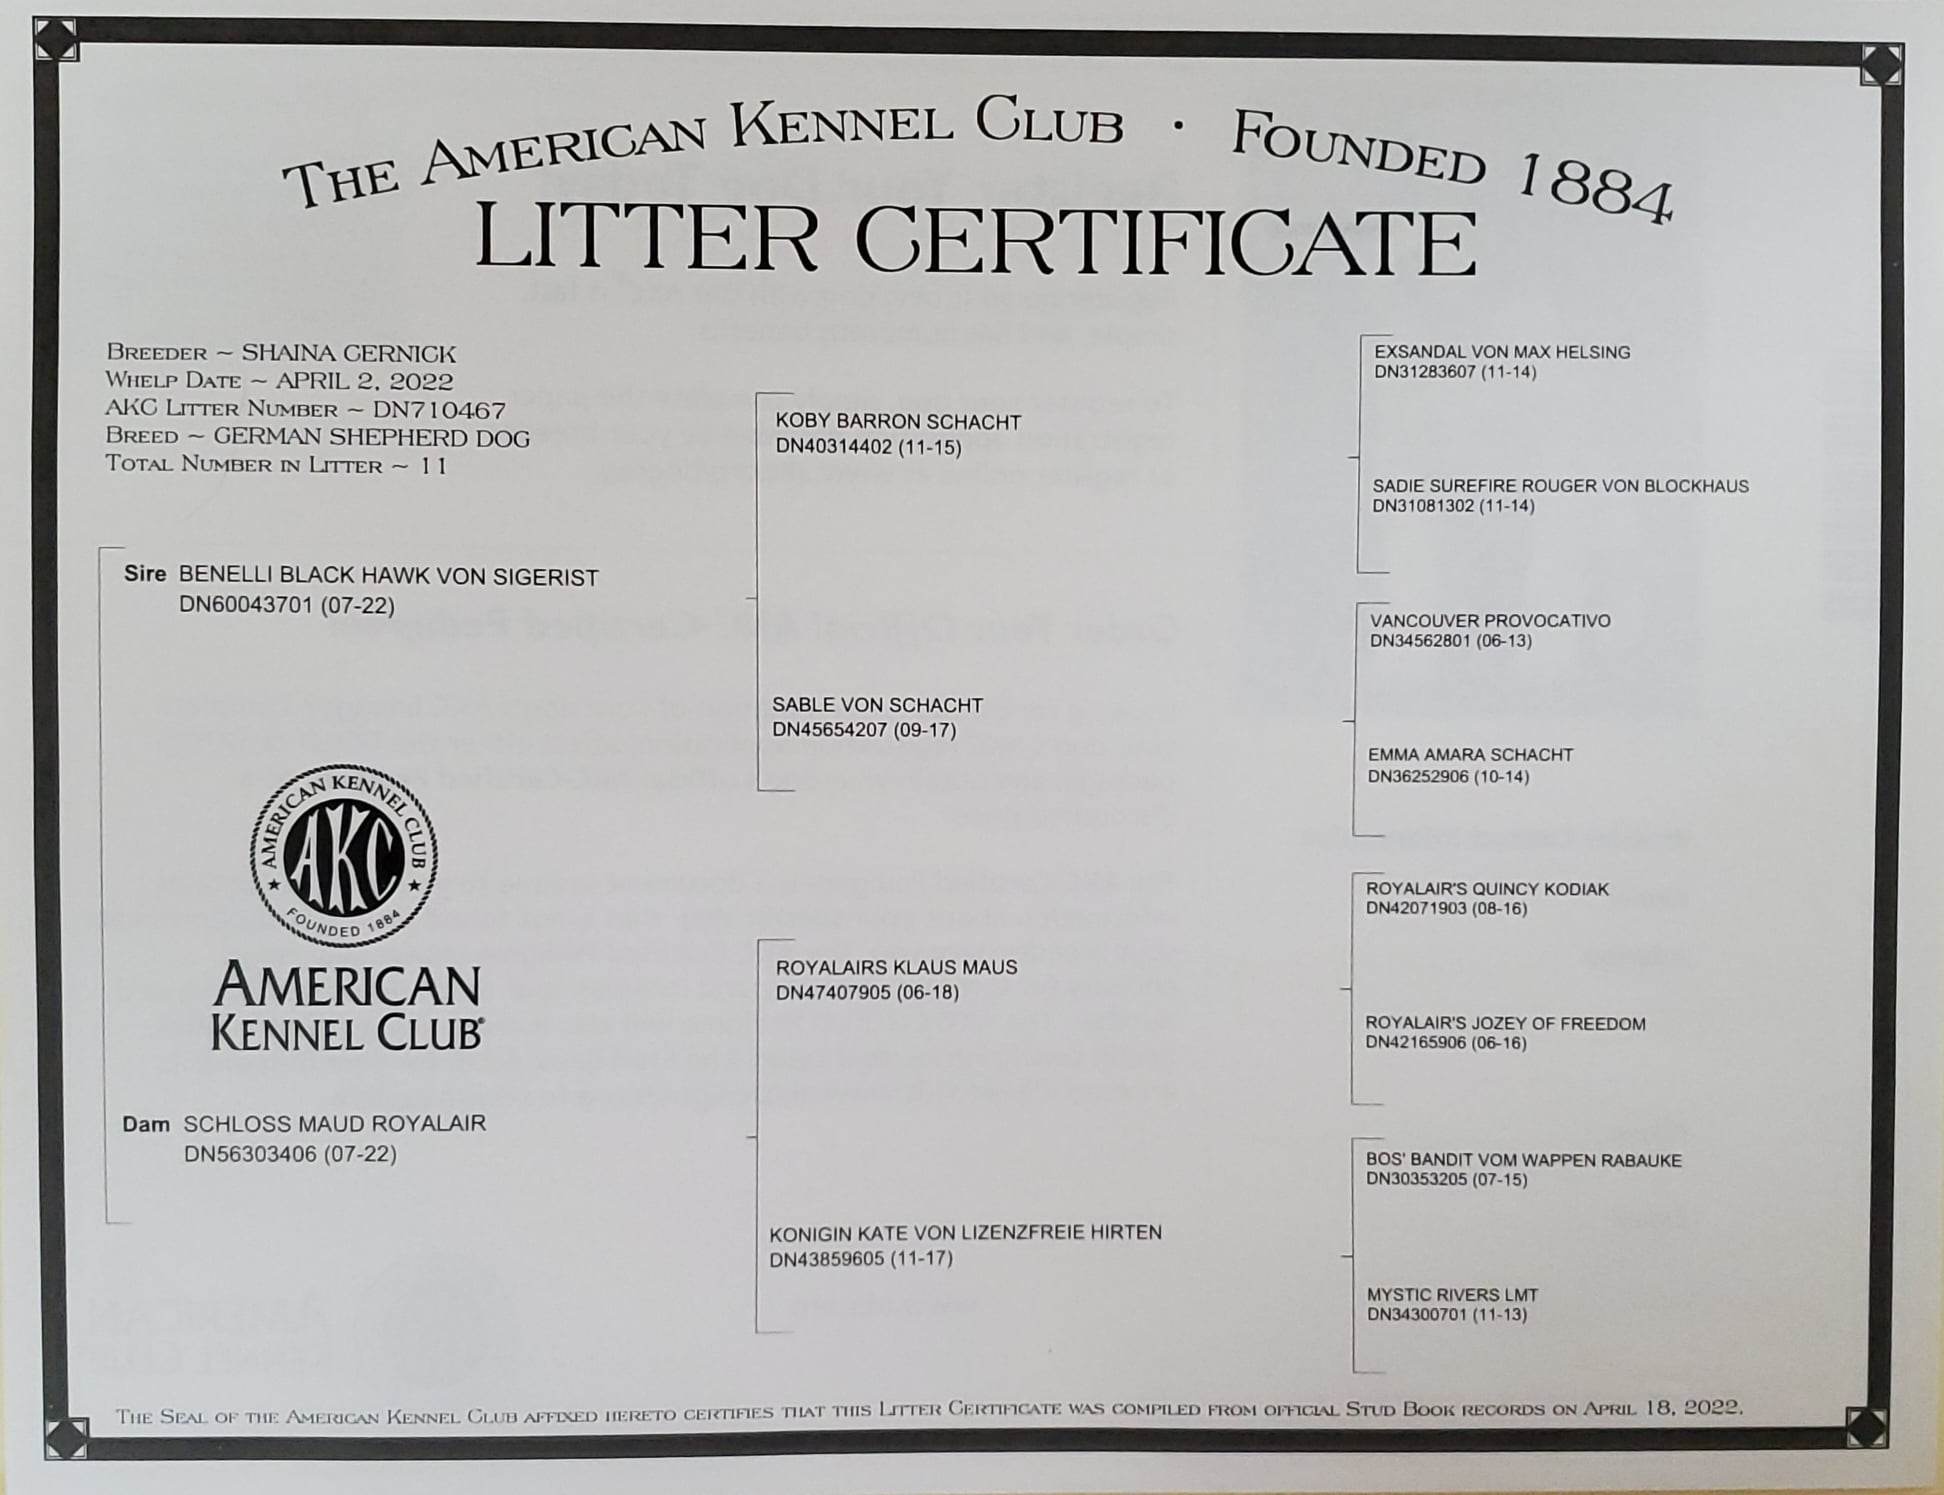 THE AMERICAN KENNEL CLUB · FOUNDED 1884
LITTER CERTIFICATE
BREEDER ~ SHAINA GERNICK
WHELP DATE ~ APRIL 2, 2022
AKC LITTER NUMBER ~ DN710467
BREED ~ GERMAN SHEPHERD DOG
TOTAL NUMBER IN LITTER ~ 11
Sire BENELLI BLACK HAWK VON SIGERIST
DN60043701 (07-22)
AMERICAN KENNEL CLUB
AKC
FOUNDED 1884
AMERICAN
KENNEL CLUB®
Dam SCHLOSS MAUD ROYALAIR
DN56303406 (07-22)
KOBY BARRON SCHACHT
DN40314402 (11-15)
SABLE VON SCHACHT
DN45654207 (09-17)
ROYALAIRS KLAUS MAUS
DN47407905 (06-18)
KONIGIN KATE VON LIZENZFREIE HIRTEN
DN43859605 (11-17)
EXSANDAL VON MAX HELSING
DN31283607 (11-14)
SADIE SUREFIRE ROUGER VON BLOCKHAUS
DN31081302 (11-14)
VANCOUVER PROVOCATIVO
DN34562801 (06-13)
EMMA AMARA SCHACHT
DN36252906 (10-14)
ROYALAIR'S QUINCY KODIAK
DN42071903 (08-16)
ROYALAIR'S JOZEY OF FREEDOM
DN42165906 (06-16)
BOS' BANDIT VOM WAPPEN RABAUKE
DN30353205 (07-15)
MYSTIC RIVERS LMT
DN34300701 (11-13)
THE SEAL OF THE AMERICAN KENNEL CLUB AFFIXED HERETO CERTIFIES THAT THIS LITTER CERTIFICATE WAS COMPILED FROM OFFICIAL STUD BOOK RECORDS ON APRIL 18, 2022.